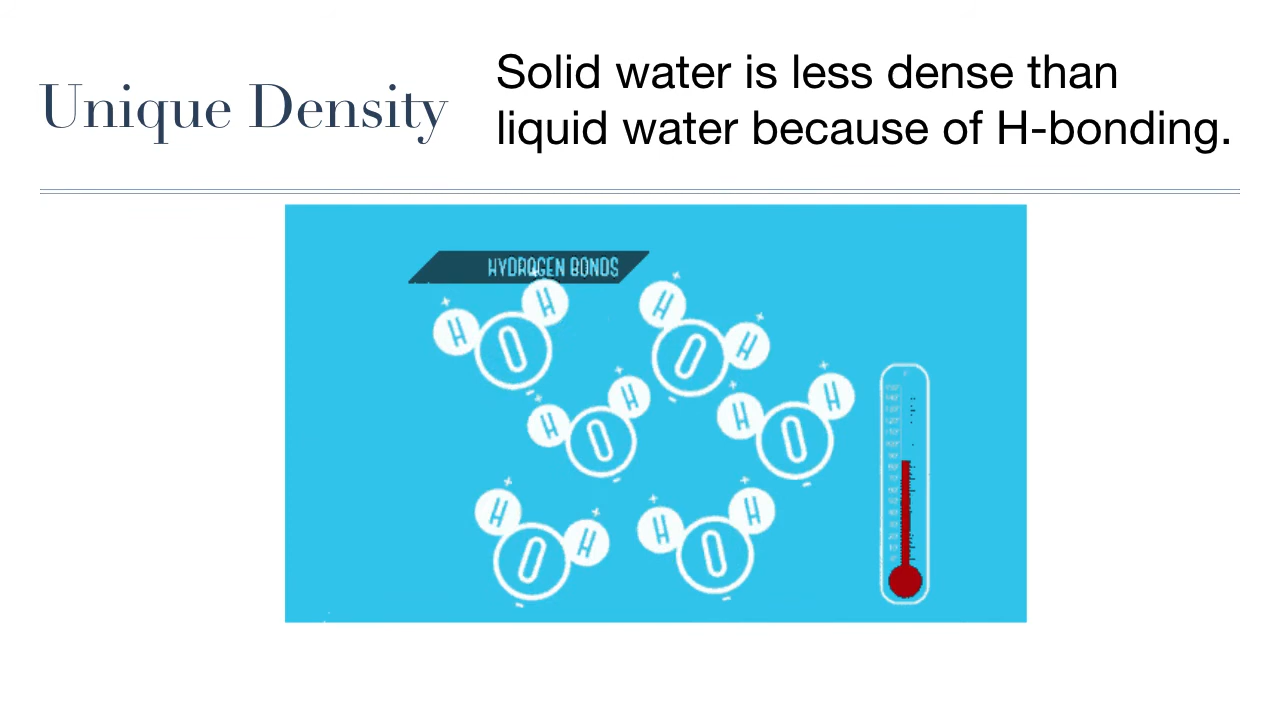 Unique Density
Solid water is less dense than
liquid water because of H-bonding.
HYDROGEN BONDS
H
H
O
H
H
O
H
H
O
H
H
O
H
H
O
H
H
O